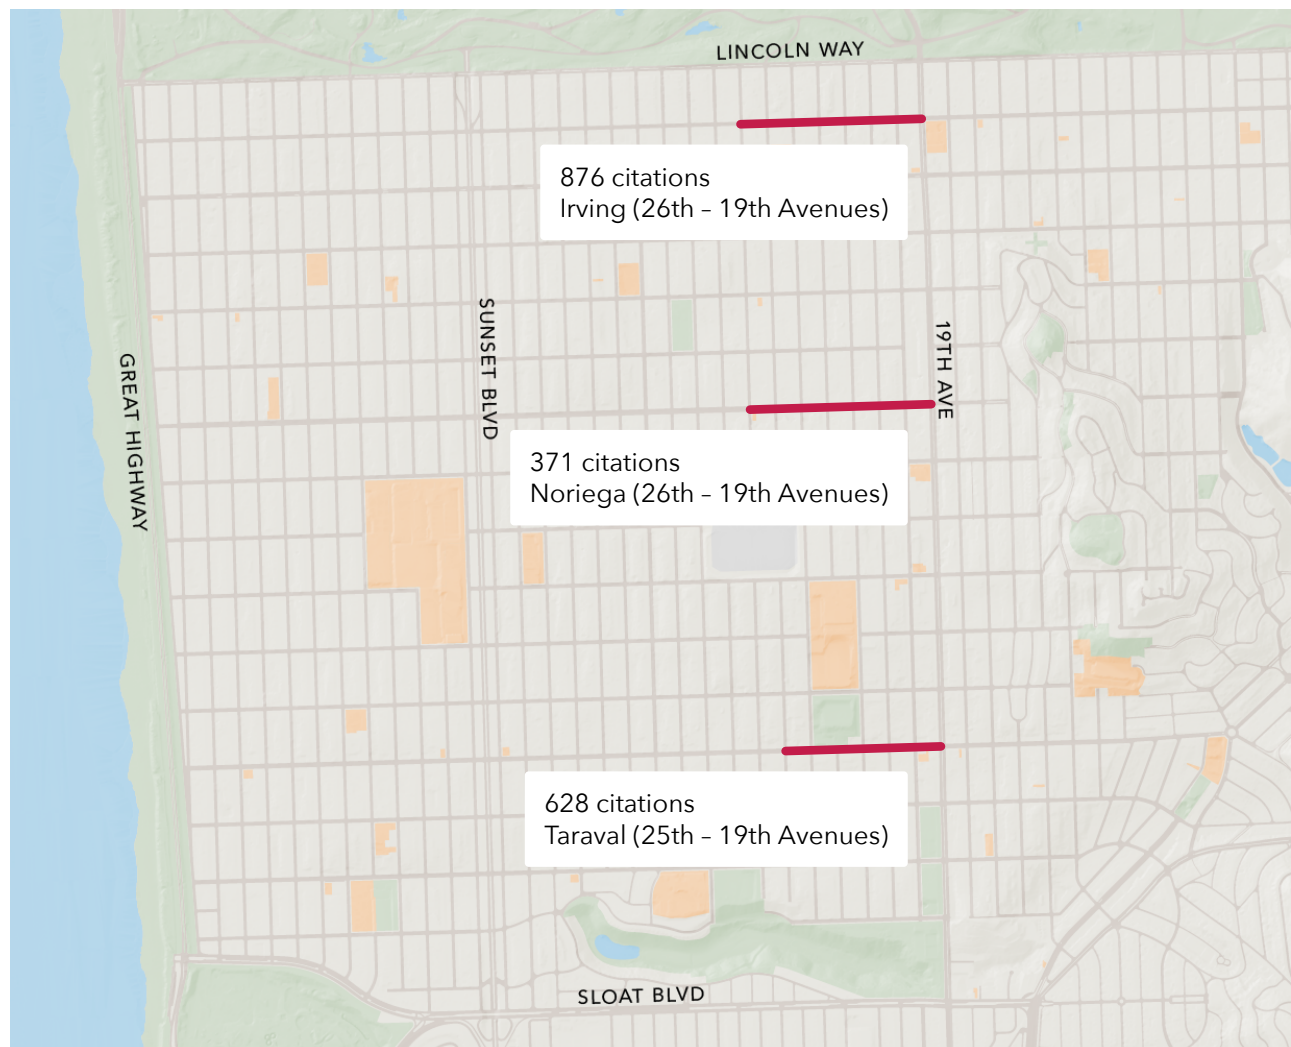 LINCOLN WAY
876 citations
Irving (26th – 19th Avenues)
SUNSET BLVD
19TH AVE
GREAT HIGHWAY
371 citations
Noriega (26th – 19th Avenues)
628 citations
Taraval (25th – 19th Avenues)
SLOAT BLVD